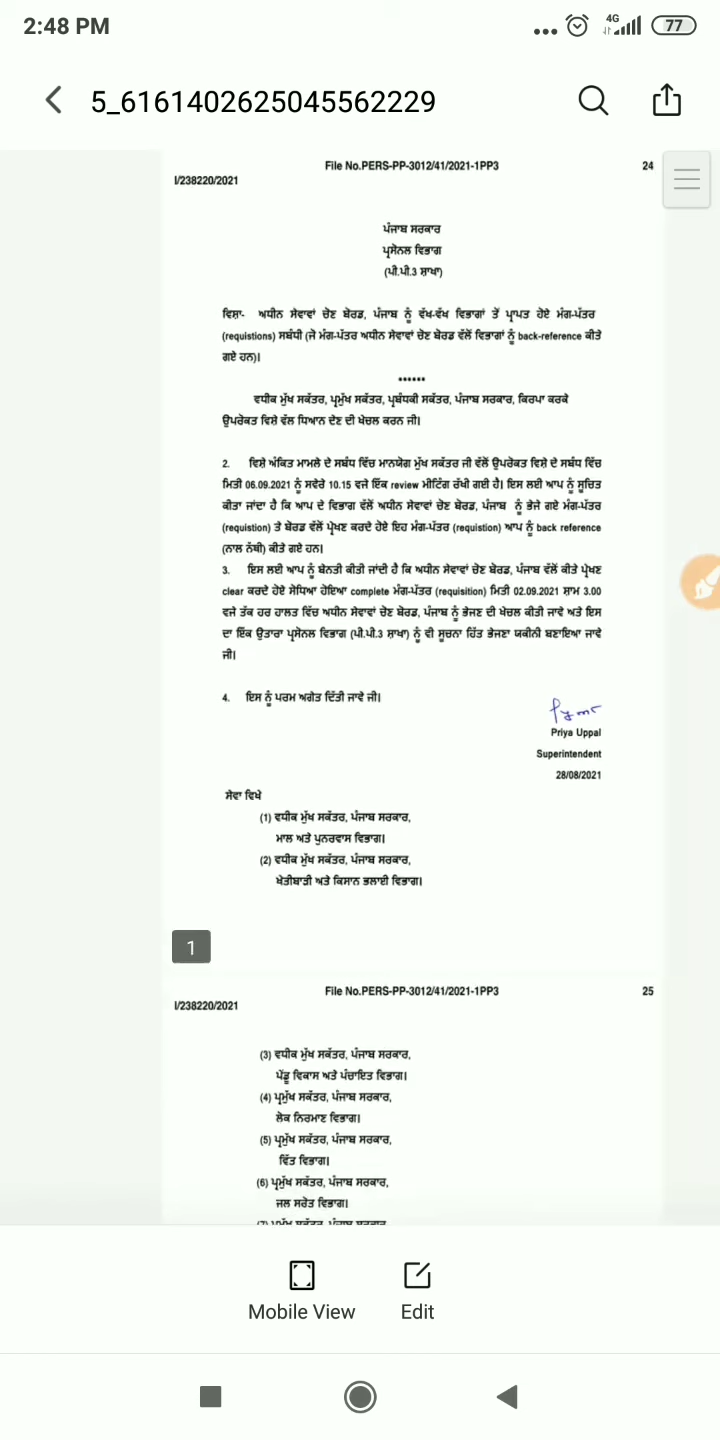 2:48 PM
4G
77
5_6161402625045562229
File No.PERS-PP-3012/41/2021-1PP3
24
I/238220/2021
ਪੰਜਾਬ ਸਰਕਾਰ
ਪ੍ਰਸੋਨਲ ਵਿਭਾਗ
(ਪੀ.ਪੀ.3 ਸ਼ਾਖਾ)
ਵਿਸ਼ਾ- ਅਧੀਨ ਸੇਵਾਵਾਂ ਚੋਣ ਬੋਰਡ, ਪੰਜਾਬ ਨੂੰ ਵੱਖ-ਵੱਖ ਵਿਭਾਗਾਂ ਤੋਂ ਪ੍ਰਾਪਤ ਹੋਏ ਮੰਗ-ਪੱਤਰ
(requistions) ਸਬੰਧੀ (ਜੋ ਮੰਗ-ਪੱਤਰ ਅਧੀਨ ਸੇਵਾਵਾਂ ਚੋਣ ਬੋਰਡ ਵੱਲੋਂ ਵਿਭਾਗਾਂ ਨੂੰ back-reference ਕੀਤੇ
ਗਏ ਹਨ)।
••••••
ਵਧੀਕ ਮੁੱਖ ਸਕੱਤਰ, ਪ੍ਰਮੁੱਖ ਸਕੱਤਰ, ਪ੍ਰਬੰਧਕੀ ਸਕੱਤਰ, ਪੰਜਾਬ ਸਰਕਾਰ, ਕਿਰਪਾ ਕਰਕੇ
ਉਪਰੋਕਤ ਵਿਸ਼ੇ ਵੱਲ ਧਿਆਨ ਦੇਣ ਦੀ ਖੇਚਲ ਕਰਨ ਜੀ।
2. ਵਿਸ਼ੇ ਅੰਕਿਤ ਮਾਮਲੇ ਦੇ ਸਬੰਧ ਵਿੱਚ ਮਾਨਯੋਗ ਮੁੱਖ ਸਕੱਤਰ ਜੀ ਵੱਲੋਂ ਉਪਰੋਕਤ ਵਿਸ਼ੇ ਦੇ ਸਬੰਧ ਵਿੱਚ
ਮਿਤੀ 06.09.2021 ਨੂੰ ਸਵੇਰੇ 10.15 ਵਜੇ ਇੱਕ review ਮੀਟਿੰਗ ਰੱਖੀ ਗਈ ਹੈ। ਇਸ ਲਈ ਆਪ ਨੂੰ ਸੂਚਿਤ
ਕੀਤਾ ਜਾਂਦਾ ਹੈ ਕਿ ਆਪ ਦੇ ਵਿਭਾਗ ਵੱਲੋਂ ਅਧੀਨ ਸੇਵਾਵਾਂ ਚੋਣ ਬੋਰਡ, ਪੰਜਾਬ ਨੂੰ ਭੇਜੇ ਗਏ ਮੰਗ-ਪੱਤਰ
(requistion) ਤੇ ਬੋਰਡ ਵੱਲੋਂ ਪ੍ਰੇਖਣ ਕਰਦੇ ਹੋਏ ਇਹ ਮੰਗ-ਪੱਤਰ (requistion) ਆਪ ਨੂੰ back reference
(ਨਾਲ ਨੱਥੀ) ਕੀਤੇ ਗਏ ਹਨ।
3. ਇਸ ਲਈ ਆਪ ਨੂੰ ਬੇਨਤੀ ਕੀਤੀ ਜਾਂਦੀ ਹੈ ਕਿ ਅਧੀਨ ਸੇਵਾਵਾਂ ਚੋਣ ਬੋਰਡ, ਪੰਜਾਬ ਵੱਲੋਂ ਕੀਤੇ ਪ੍ਰੇਖਣ
clear ਕਰਦੇ ਹੋਏ ਸੋਧਿਆ ਹੋਇਆ complete ਮੰਗ-ਪੱਤਰ (requisition) ਮਿਤੀ 02.09.2021 ਸ਼ਾਮ 3.00
ਵਜੇ ਤੱਕ ਹਰ ਹਾਲਤ ਵਿੱਚ ਅਧੀਨ ਸੇਵਾਵਾਂ ਚੋਣ ਬੋਰਡ, ਪੰਜਾਬ ਨੂੰ ਭੇਜਣ ਦੀ ਖੇਚਲ ਕੀਤੀ ਜਾਵੇ ਅਤੇ ਇਸ
ਦਾ ਇੱਕ ਉਤਾਰਾ ਪ੍ਰਸੋਨਲ ਵਿਭਾਗ (ਪੀ.ਪੀ.3 ਸ਼ਾਖਾ) ਨੂੰ ਵੀ ਸੂਚਨਾ ਹਿੱਤ ਭੇਜਣਾ ਯਕੀਨੀ ਬਣਾਇਆ ਜਾਵੇ
ਜੀ।
4. ਇਸ ਨੂੰ ਪਰਮ ਅਗੇਤ ਦਿੱਤੀ ਜਾਵੇ ਜੀ।
Priya Uppal
Superintendent
28/08/2021
ਸੇਵਾ ਵਿਖੇ
(1) ਵਧੀਕ ਮੁੱਖ ਸਕੱਤਰ, ਪੰਜਾਬ ਸਰਕਾਰ,
ਮਾਲ ਅਤੇ ਪੁਨਰਵਾਸ ਵਿਭਾਗ।
(2) ਵਧੀਕ ਮੁੱਖ ਸਕੱਤਰ, ਪੰਜਾਬ ਸਰਕਾਰ,
ਖੇਤੀਬਾੜੀ ਅਤੇ ਕਿਸਾਨ ਭਲਾਈ ਵਿਭਾਗ।
1
File No.PERS-PP-3012/41/2021-1PP3
25
I/238220/2021
(3) ਵਧੀਕ ਮੁੱਖ ਸਕੱਤਰ, ਪੰਜਾਬ ਸਰਕਾਰ,
ਪੇਂਡੂ ਵਿਕਾਸ ਅਤੇ ਪੰਚਾਇਤ ਵਿਭਾਗ।
(4) ਪ੍ਰਮੁੱਖ ਸਕੱਤਰ, ਪੰਜਾਬ ਸਰਕਾਰ,
ਲੋਕ ਨਿਰਮਾਣ ਵਿਭਾਗ।
(5) ਪ੍ਰਮੁੱਖ ਸਕੱਤਰ, ਪੰਜਾਬ ਸਰਕਾਰ,
ਵਿੱਤ ਵਿਭਾਗ।
(6) ਪ੍ਰਮੁੱਖ ਸਕੱਤਰ, ਪੰਜਾਬ ਸਰਕਾਰ,
ਜਲ ਸਰੋਤ ਵਿਭਾਗ।
(7) ਪ੍ਰਮੁੱਖ ਸਕੱਤਰ, ਪੰਜਾਬ ਸਰਕਾਰ
Mobile View
Edit